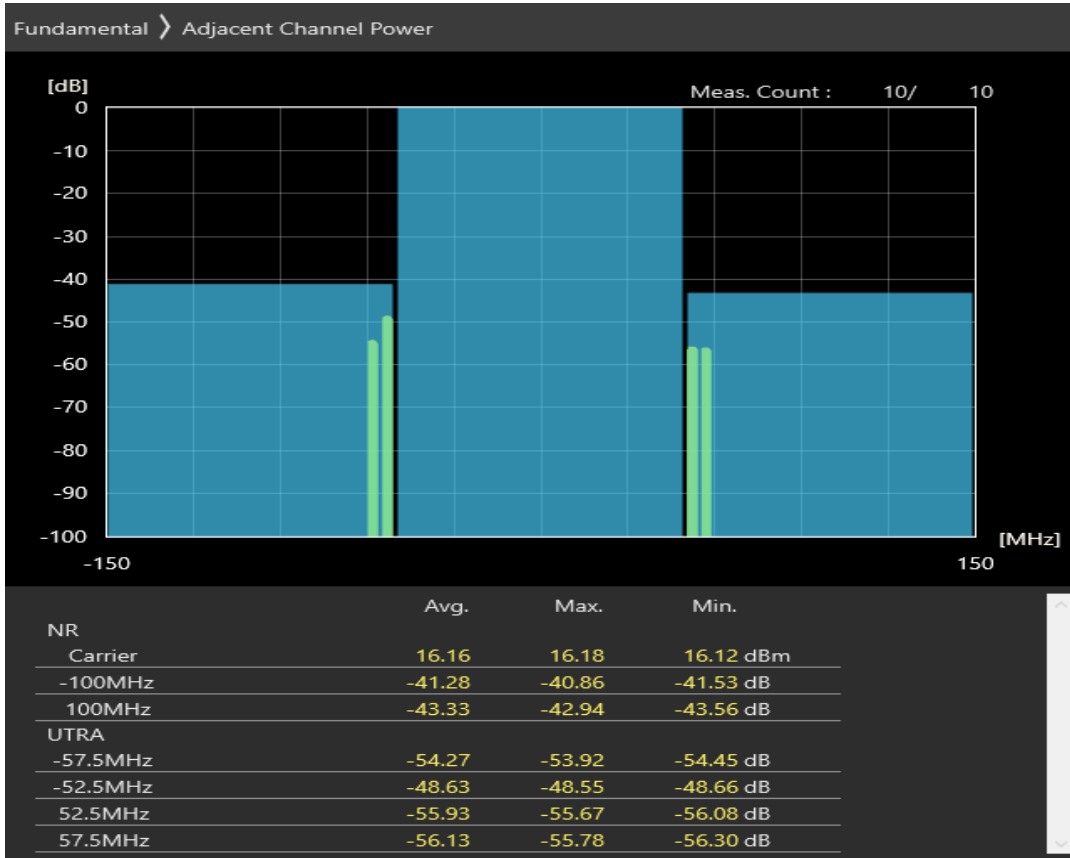 Fundamental ❭ Adjacent Channel Power
[dB]
Meas. Count : 10/ 10
0
-10
-20
-30
-40
-50
-60
-70
-80
-90
-100
[MHz]
-150 150
Avg. Max. Min.
NR
Carrier 16.16 16.18 16.12 dBm
-100MHz -41.28 -40.86 -41.53 dB
100MHz -43.33 -42.94 -43.56 dB
UTRA
-57.5MHz -54.27 -53.92 -54.45 dB
-52.5MHz -48.63 -48.55 -48.66 dB
52.5MHz -55.93 -55.67 -56.08 dB
57.5MHz -56.13 -55.78 -56.30 dB